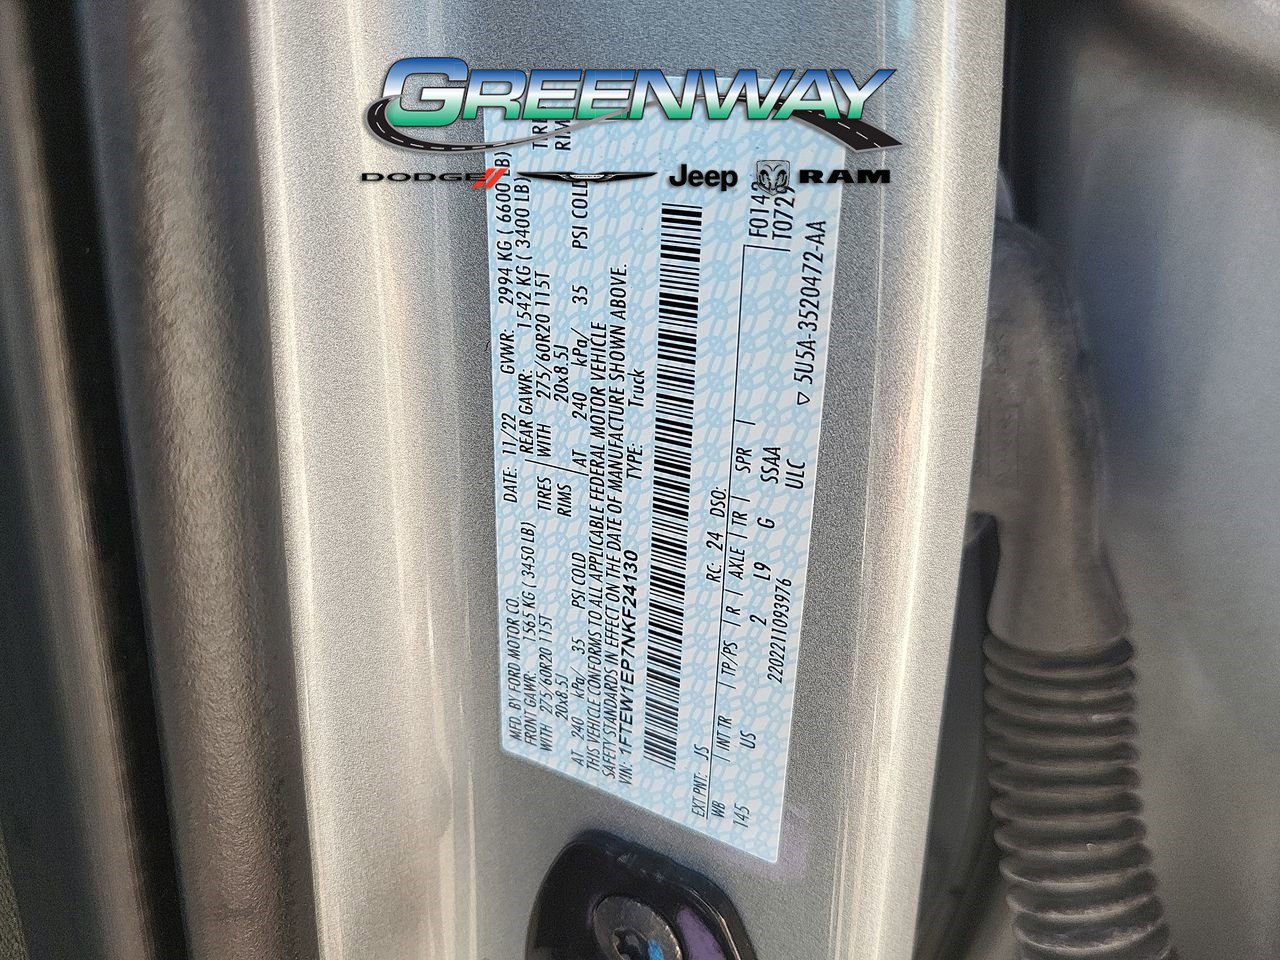 GREENWAY
DODGE Jeep RAM
MFD. BY FORD MOTOR CO. DATE: 11/22 GVWR: 2994 KG ( 6600 LB)
FRONT GAWR: 1565 KG ( 3450 LB) REAR GAWR: 1542 KG ( 3400 LB)
WITH 275/60R20 115T TIRES WITH 275/60R20 115T TIRE
20x8.5J RIMS 20x8.5J RIM
AT 240 kPa/ 35 PSI COLD AT 240 kPa/ 35 PSI COLD
THIS VEHICLE CONFORMS TO ALL APPLICABLE FEDERAL MOTOR VEHICLE
SAFETY STANDARDS IN EFFECT ON THE DATE OF MANUFACTURE SHOWN ABOVE.
VIN: 1FTEW1EP7NKF24130 TYPE: Truck
F0142
T0729
EXT PNT: JS RC: 24 DSO:
WB INT TR TP/PS R AXLE TR SPR
145 US 2 L9 G SSAA
2202211093976 ULC
▽ 5U5A-3520472-AA